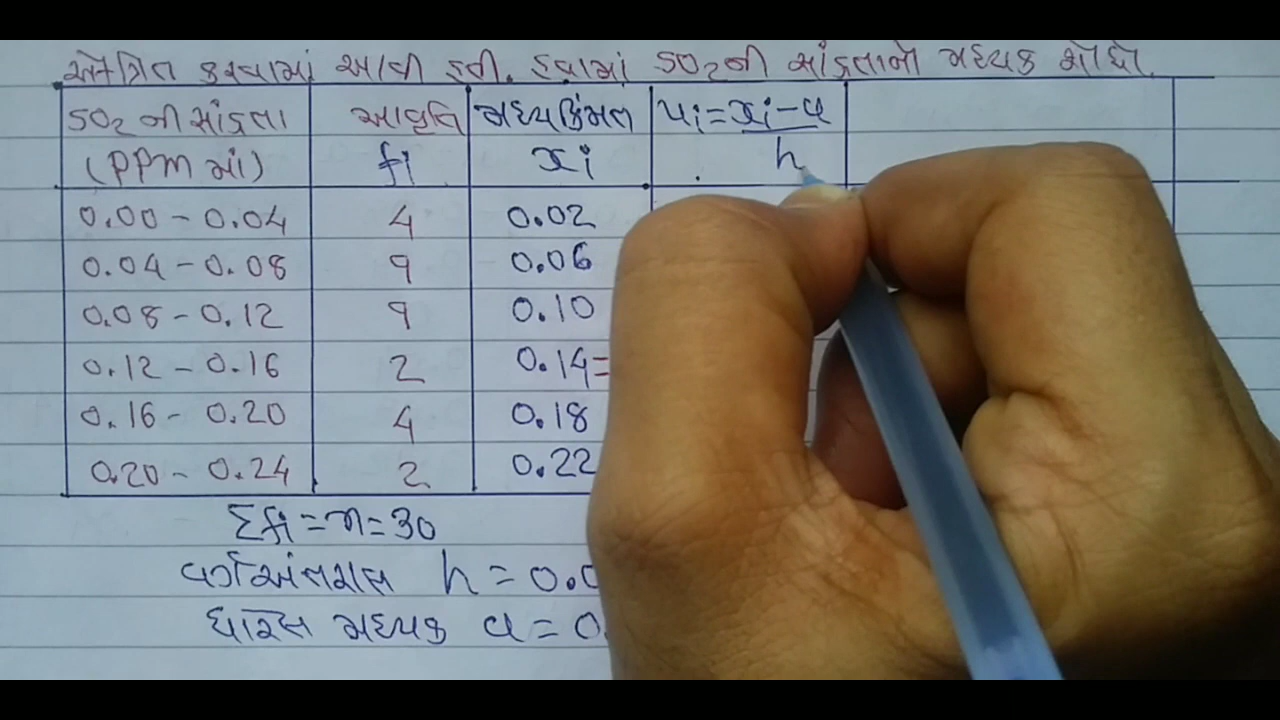 એકત્રિત કરવામાં આવી હતી. હવામાં SO₂ની સાંદ્રતાનો મધ્યક શોધો.
SO₂ની સાંદ્રતા (PPM માં) આવૃત્તિ fi મધ્યકિંમત xi ui = xi - a / h
0.00 - 0.04 4 0.02
0.04 - 0.08 9 0.06
0.08 - 0.12 9 0.10
0.12 - 0.16 2 0.14=
0.16 - 0.20 4 0.18
0.20 - 0.24 2 0.22
Σfi = n = 30
વર્ગઅંતરાલ h = 0.0
ધારેલ મધ્યક a = 0.